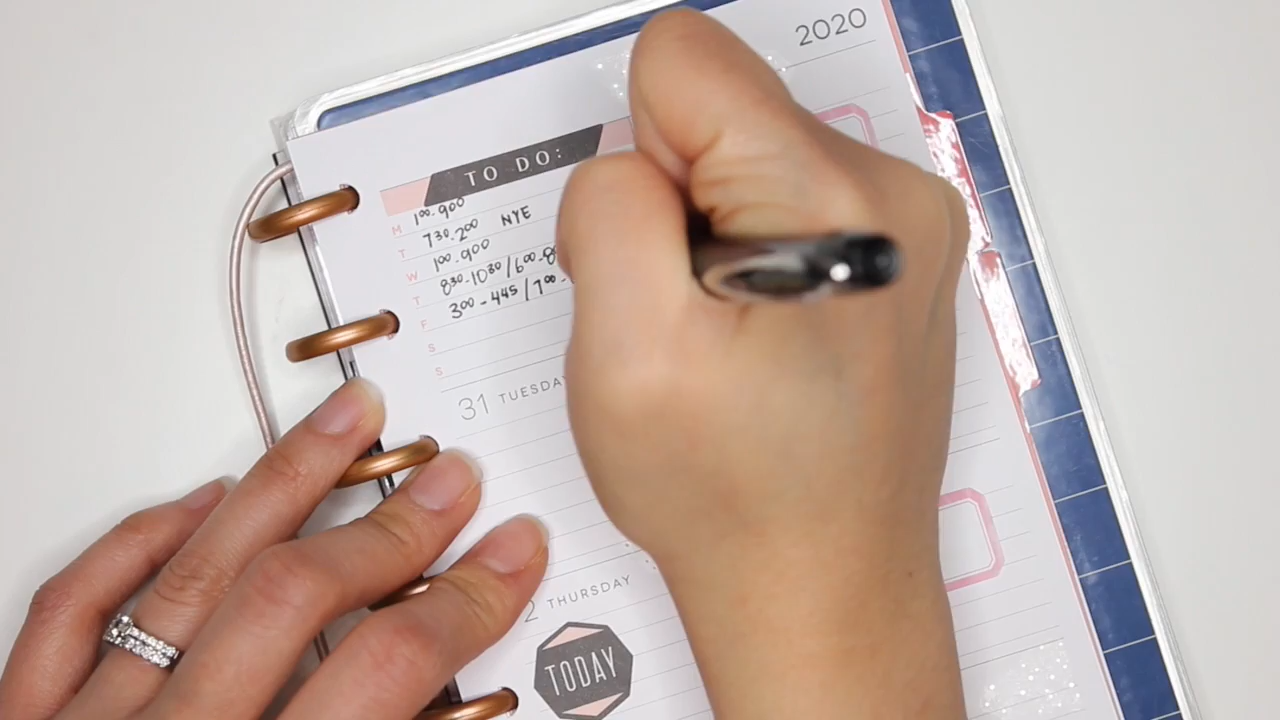 2020
TO DO:
M 1⁰⁰-9⁰⁰
T 7³⁰-2⁰⁰ NYE
W 1⁰⁰-9⁰⁰
T 8³⁰-10³⁰/6⁰⁰-8
F 3⁰⁰-4⁴⁵/7⁰⁰-
S
S
31 TUESDAY
2 THURSDAY
TODAY